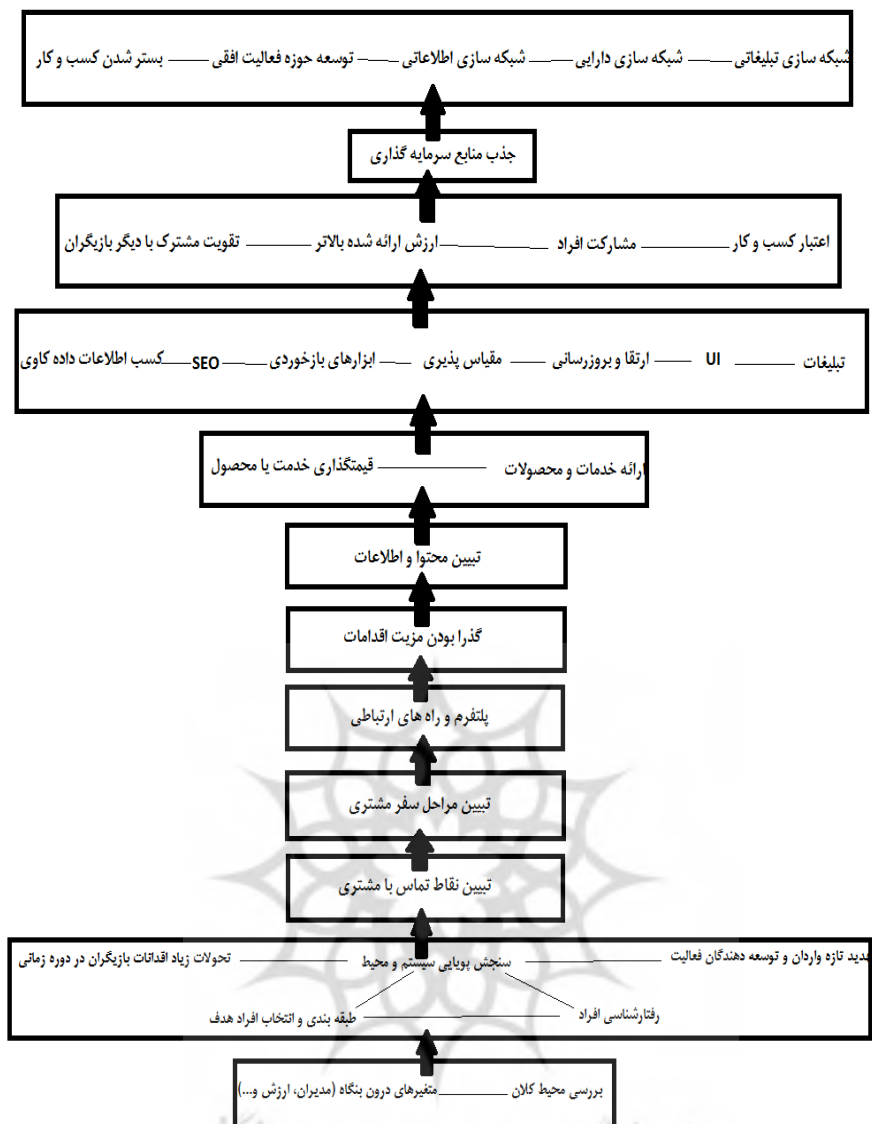 شبکه سازی تبلیغاتی شبکه سازی دارایی شبکه سازی اطلاعاتی توسعه حوزه فعالیت افقی بستر شدن کسب و کار
جذب منابع سرمایه گذاری
اعتبار کسب و کار مشارکت افراد ارزش ارائه شده بالاتر تقویت مشترک با دیگر بازیگران
تبلیغات UI ارتقا و بروزرسانی مقیاس پذیری ابزارهای بازخوردی SEO کسب اطلاعات داده کاوی
ارائه خدمات و محصولات قیمتگذاری خدمت یا محصول
تبیین محتوا و اطلاعات
گذرا بودن مزیت اقدامات
پلتفرم و راه های ارتباطی
تبیین مراحل سفر مشتری
تبیین نقاط تماس با مشتری
تازه واردان و توسعه دهندگان فعالیت سنجش پویایی سیستم و محیط تحولات زیاد اقداتات بازیگران در دوره زمانی
رفتارشناسی افراد طبقه بندی و انتخاب افراد هدف
بررسی محیط کلان متغیرهای درون بنگاه (مدیران، ارزش و...)